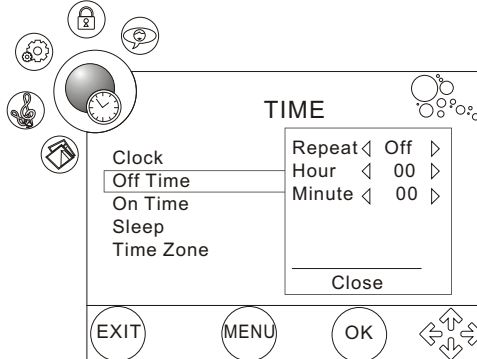 TIME
Clock
Off Time
On Time
Sleep
Time Zone
Repeat Off
Hour 00
Minute 00
Close
EXIT
MENU
OK